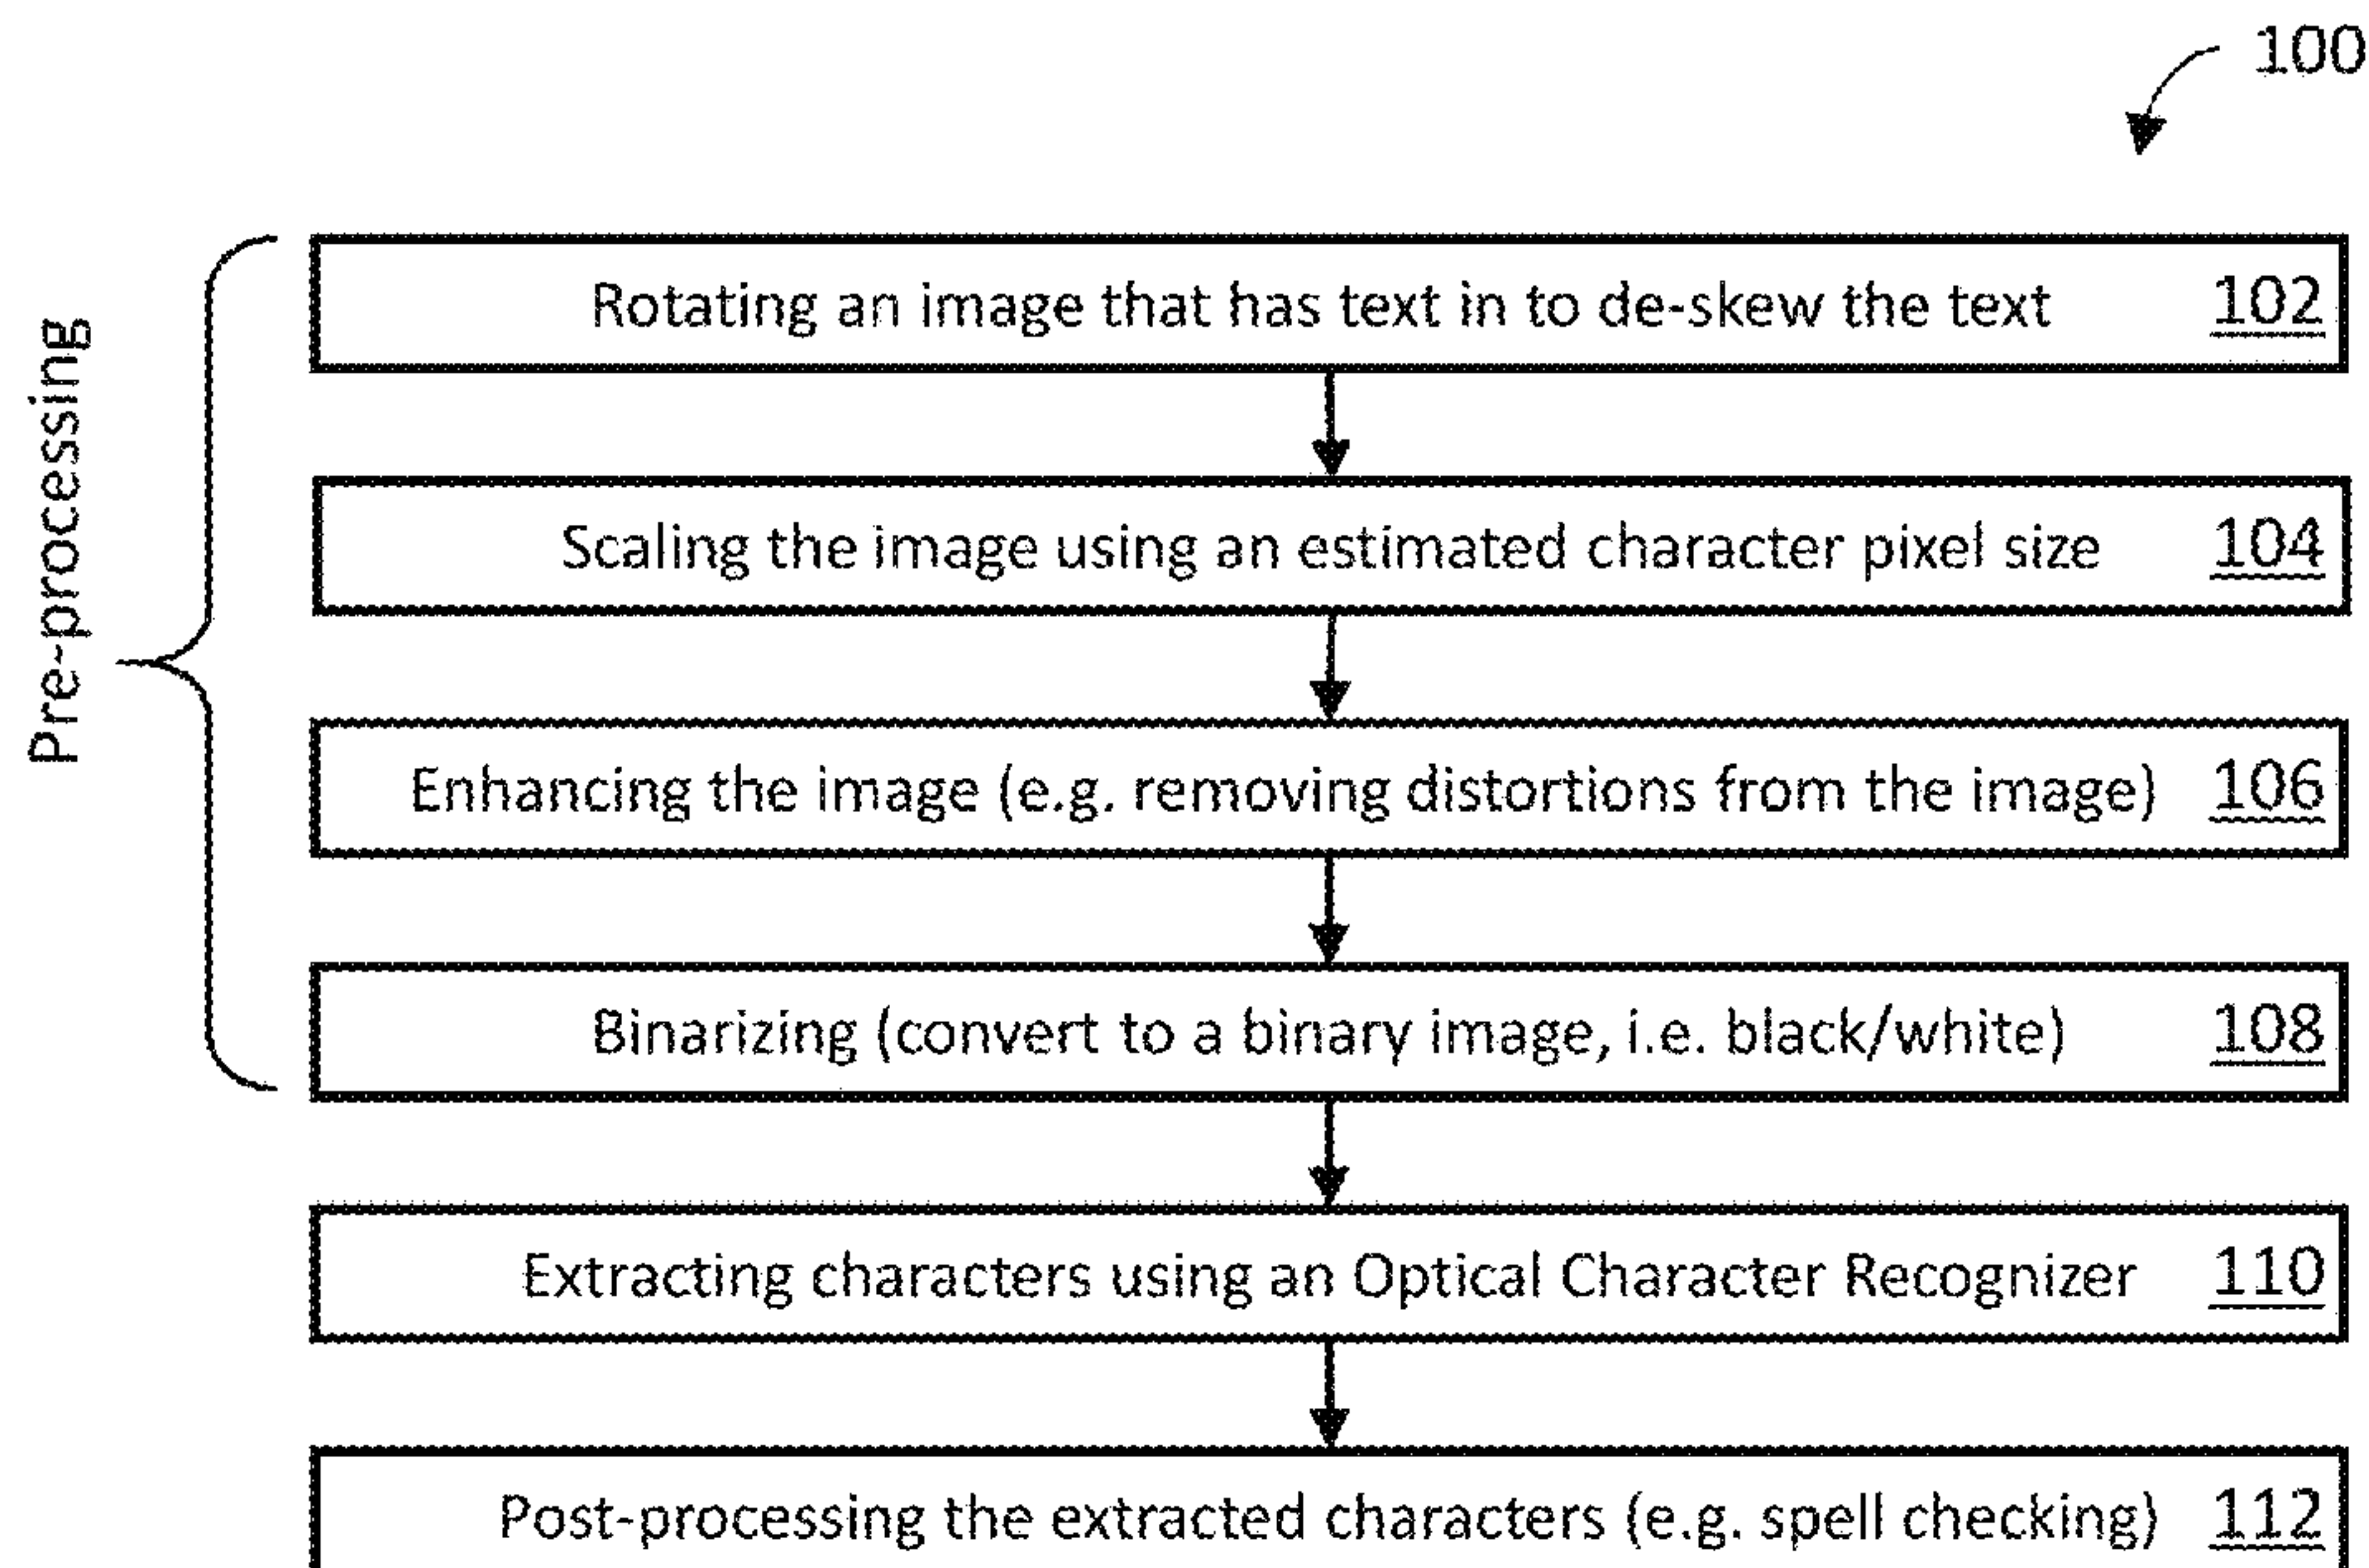 100
Pre-processing
Rotating an image that has text in to de-skew the text 102
Scaling the image using an estimated character pixel size 104
Enhancing the image (e.g. removing distortions from the image) 106
Binarizing (convert to a binary image, i.e. black/white) 108
Extracting characters using an Optical Character Recognizer 110
Post-processing the extracted characters (e.g. spell checking) 112